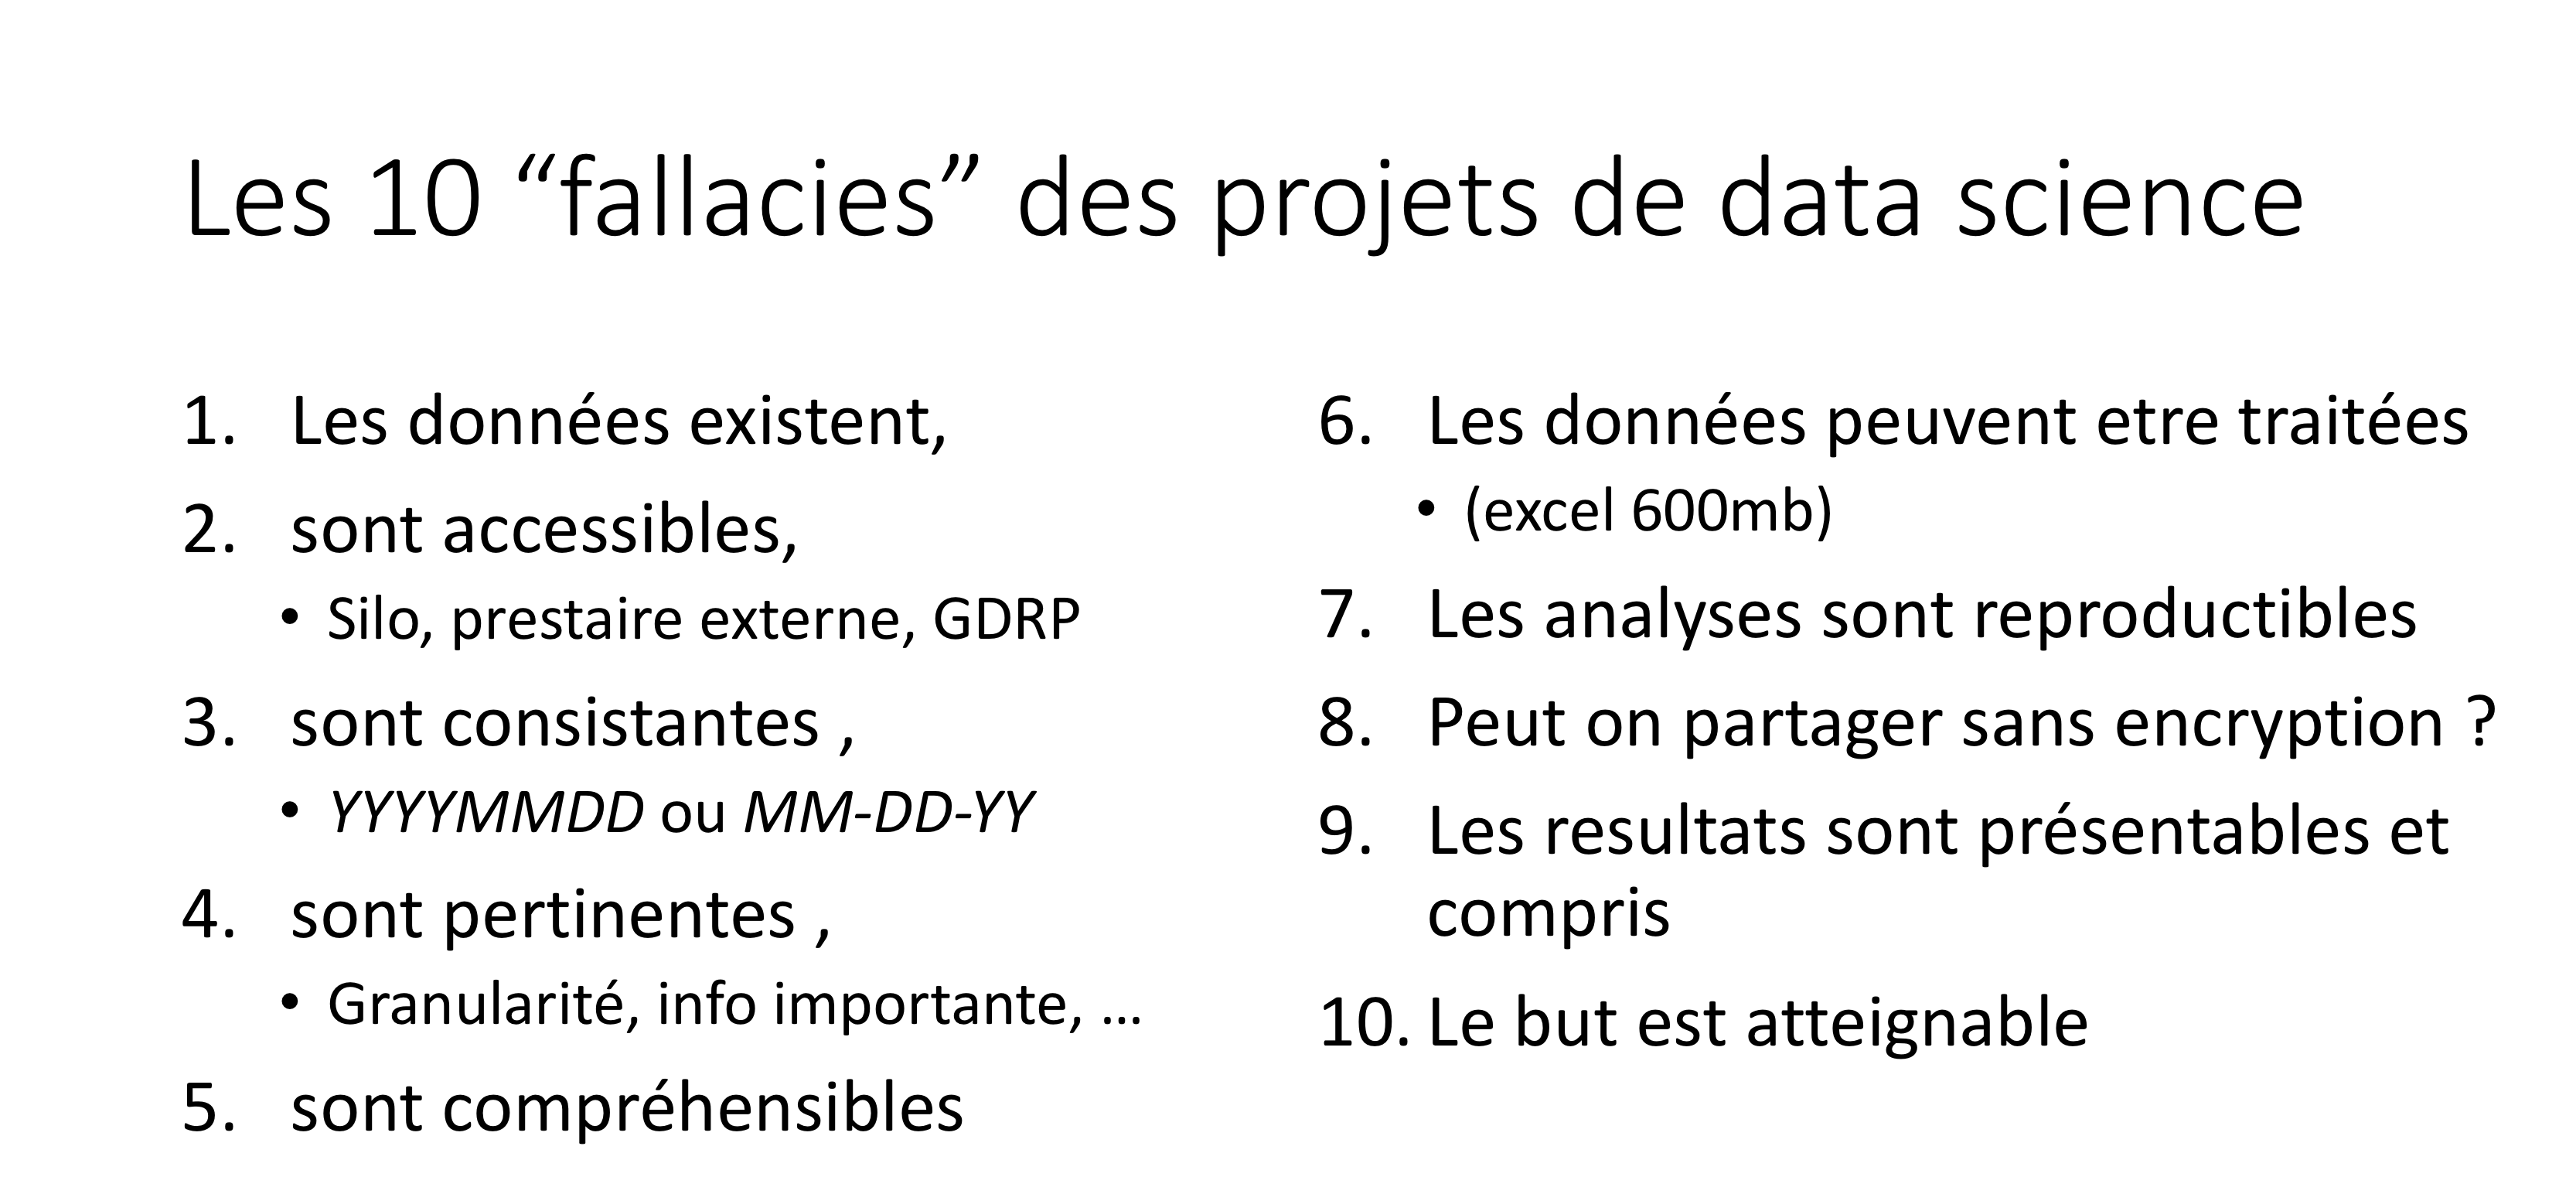 Les 10 “fallacies” des projets de data science
1. Les données existent,
2. sont accessibles,
• Silo, prestaire externe, GDRP
3. sont consistantes ,
• YYYYMMDD ou MM-DD-YY
4. sont pertinentes ,
• Granularité, info importante, …
5. sont compréhensibles
6. Les données peuvent etre traitées
• (excel 600mb)
7. Les analyses sont reproductibles
8. Peut on partager sans encryption ?
9. Les resultats sont présentables et
compris
10. Le but est atteignable